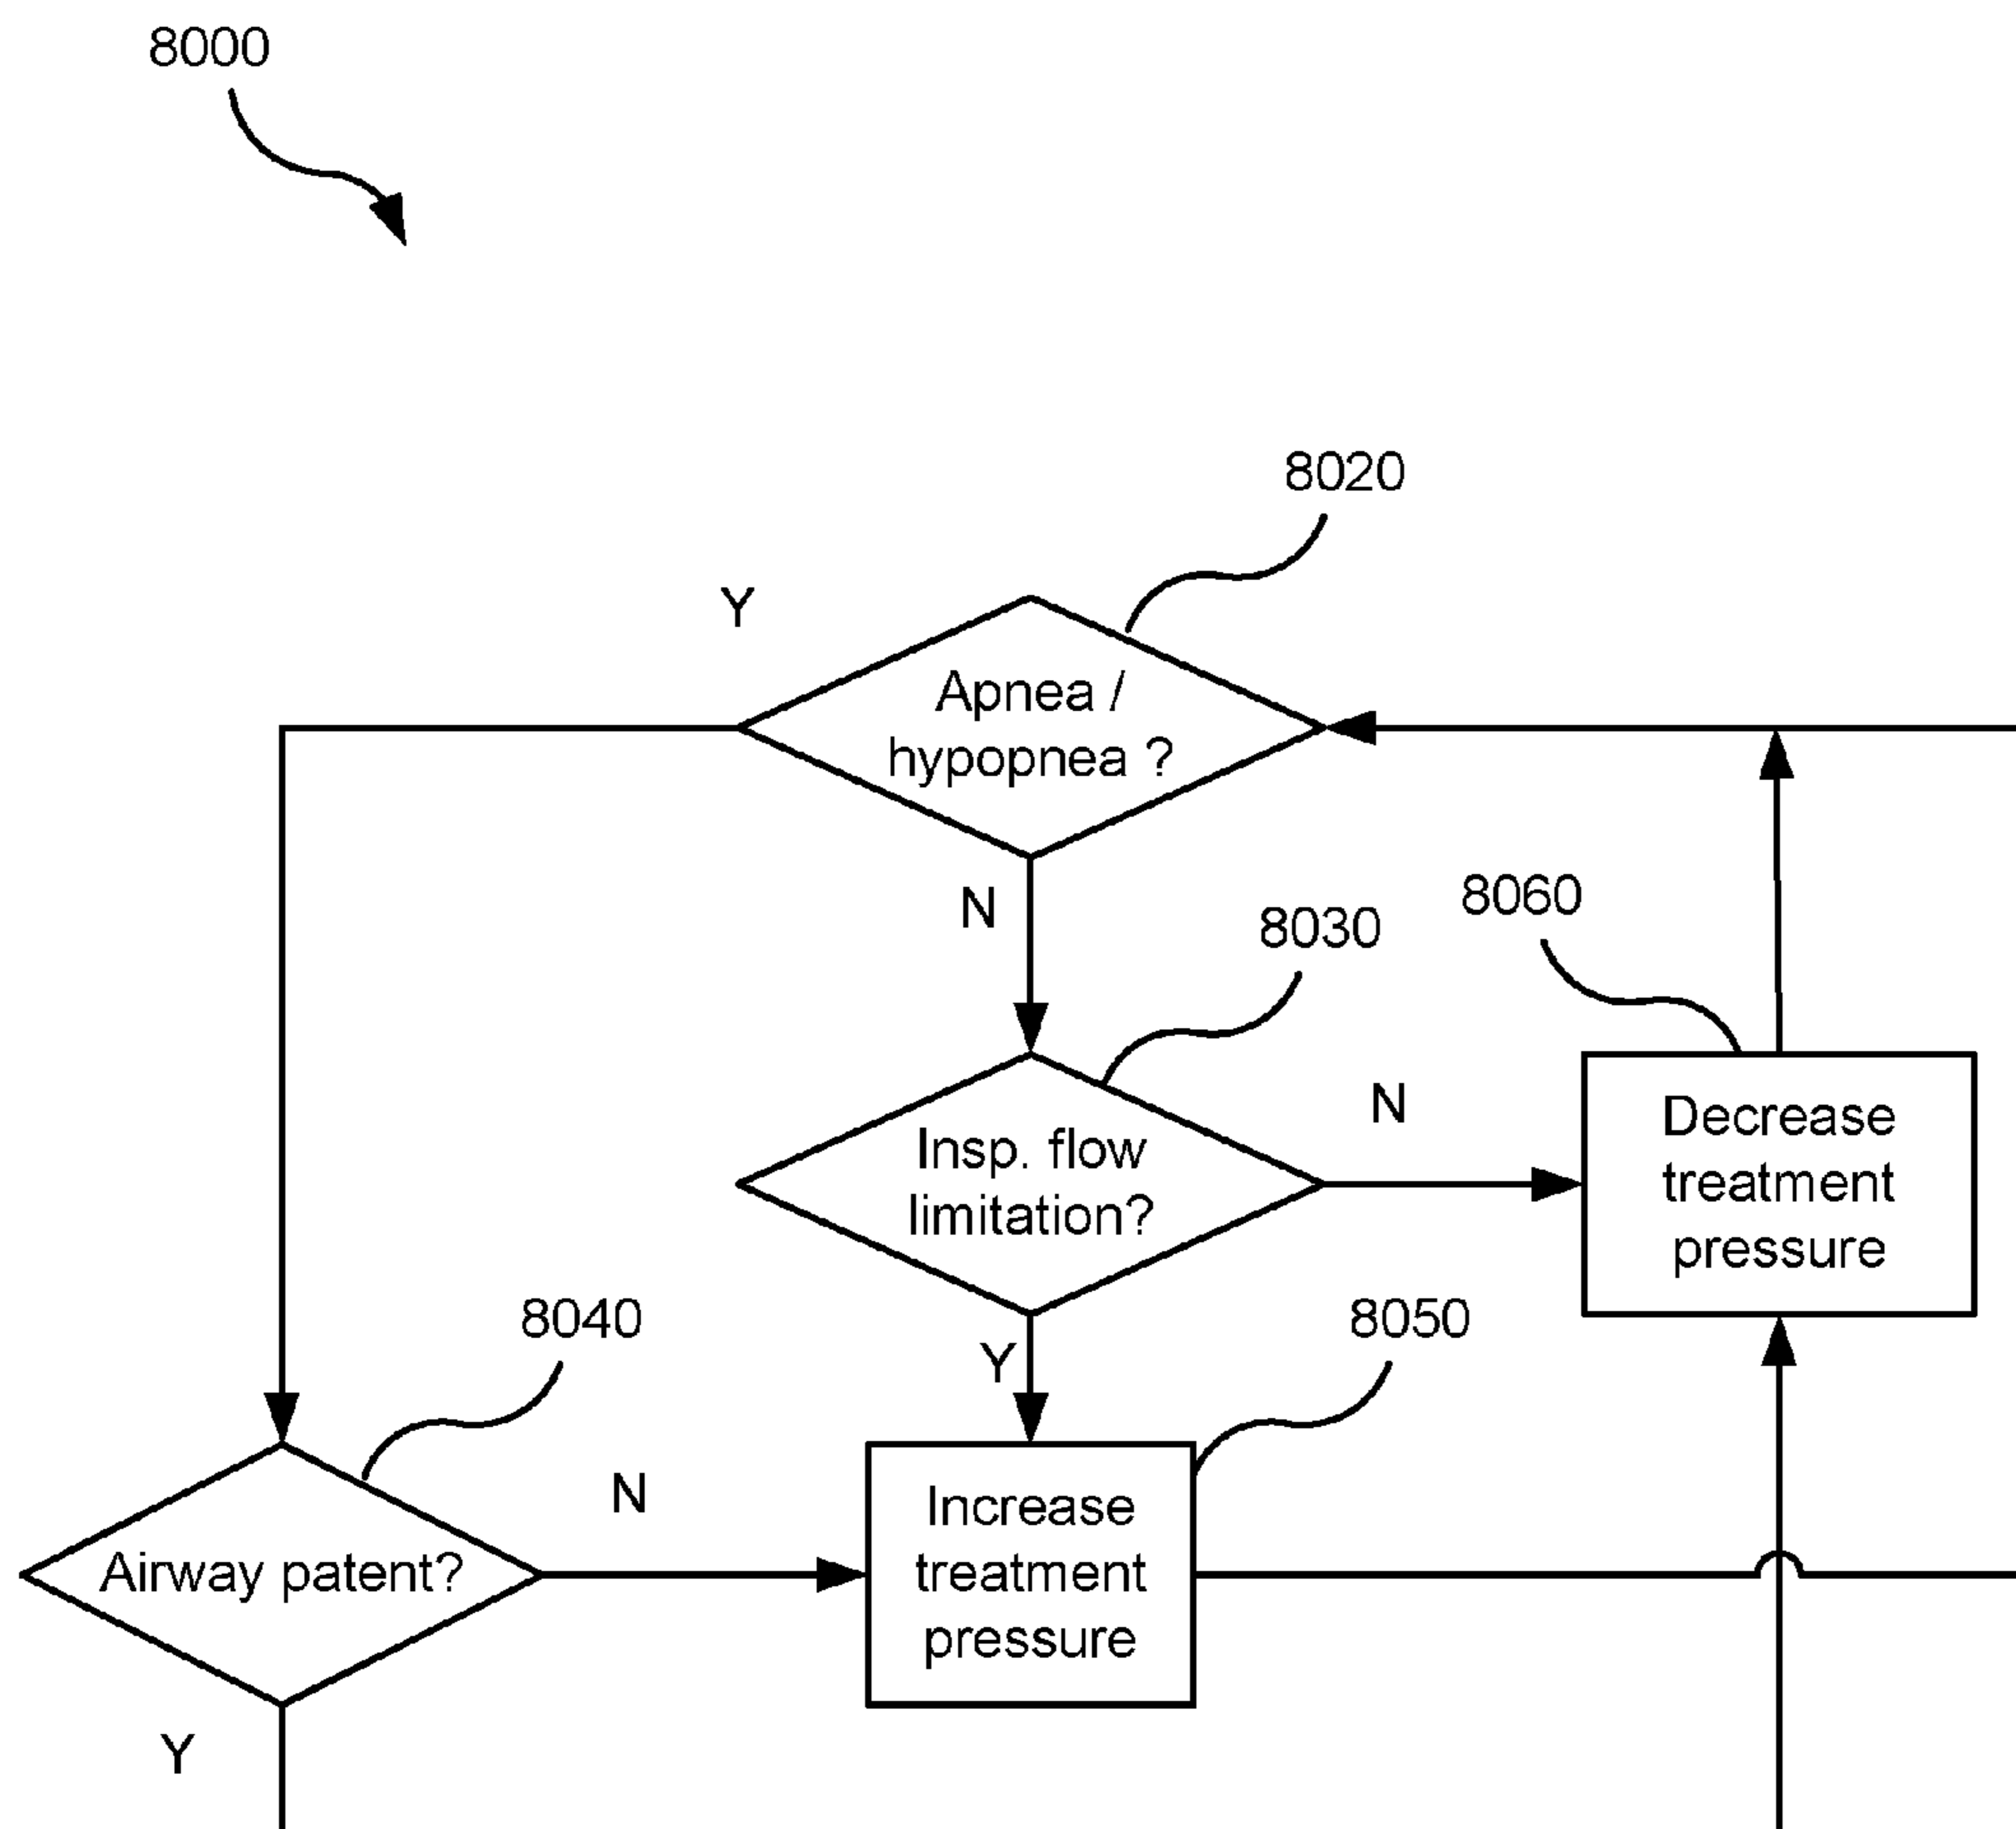 8000
8020
Y
Apnea /
hypopnea ?
N
8030
8060
N
Decrease
treatment
pressure
Insp. flow
limitation?
8040
8050
Y
N
Increase
treatment
pressure
Airway patent?
Y